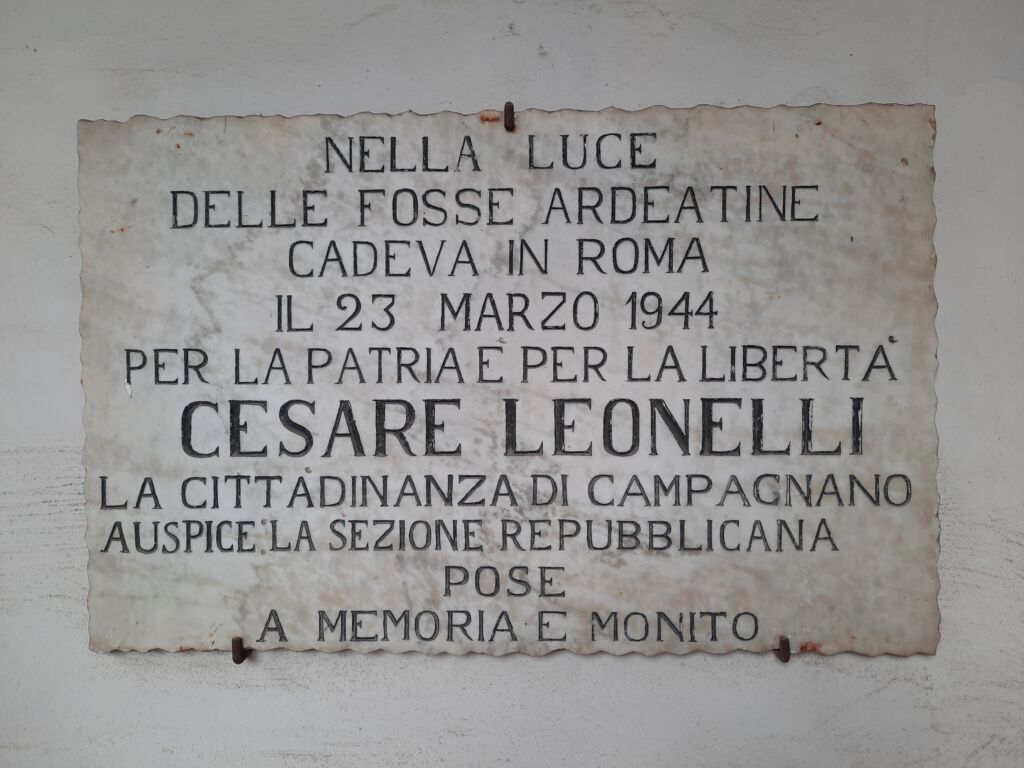 NELLA LUCE
DELLE FOSSE ARDEATINE
CADEVA IN ROMA
IL 23 MARZO 1944
PER LA PATRIA E PER LA LIBERTA'
CESARE LEONELLI
LA CITTADINANZA DI CAMPAGNANO
AUSPICE LA SEZIONE REPUBBLICANA
POSE
A MEMORIA E MONITO